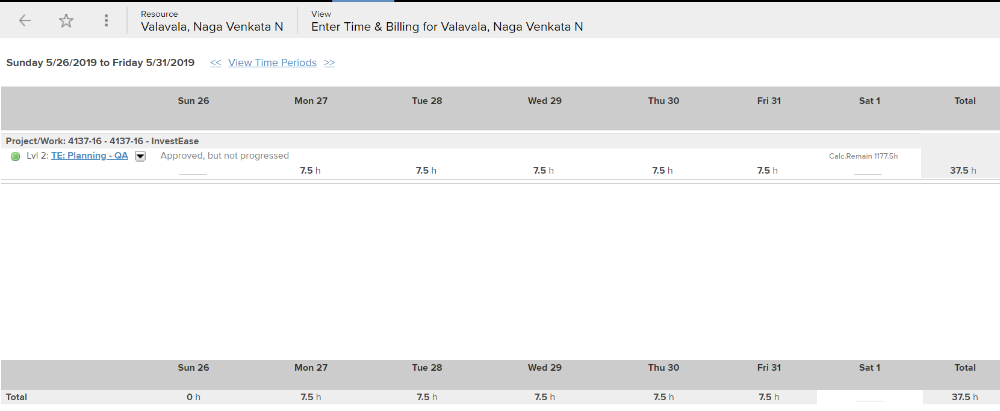 Resource
Valavala, Naga Venkata N
View
Enter Time & Billing for Valavala, Naga Venkata N
Sunday 5/26/2019 to Friday 5/31/2019 << View Time Periods >>
Sun 26 Mon 27 Tue 28 Wed 29 Thu 30 Fri 31 Sat 1 Total
Project/Work: 4137-16 - 4137-16 - InvestEase
Lvl 2: TE: Planning - QA Approved, but not progressed Calc.Remain 1177.5h
7.5 h 7.5 h 7.5 h 7.5 h 7.5 h 37.5 h
Sun 26 Mon 27 Tue 28 Wed 29 Thu 30 Fri 31 Sat 1 Total
Total 0 h 7.5 h 7.5 h 7.5 h 7.5 h 7.5 h 37.5 h